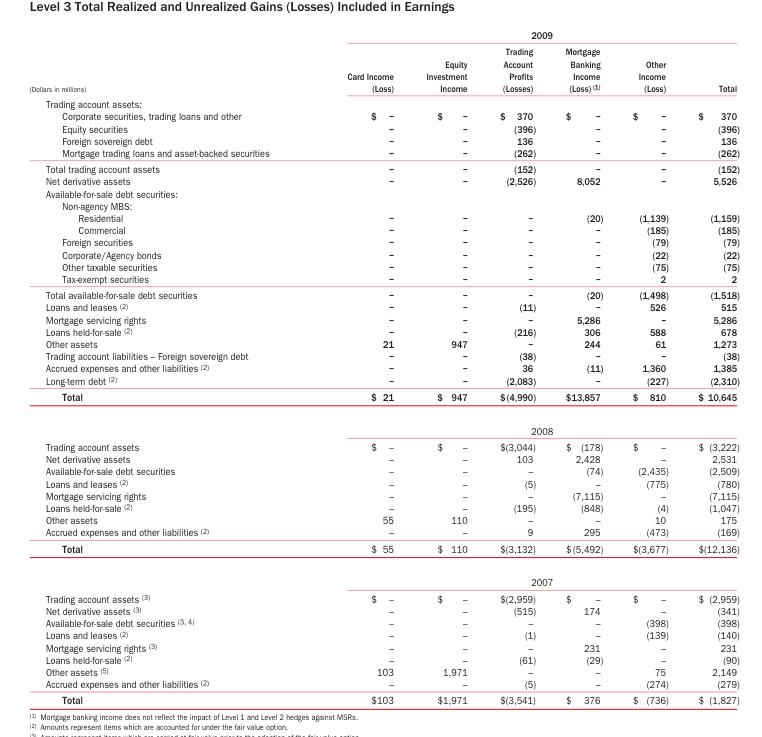 Level 3 Total Realized and Unrealized Gains (Losses) Included in Earnings
2009
(Dollars in millions) Card Income (Loss) Equity Investment Income Trading Account Profits (Losses) Mortgage Banking Income (Loss) (1) Other Income (Loss) Total
Trading account assets:
Corporate securities, trading loans and other $ – $ – $ 370 $ – $ – $ 370
Equity securities – – (396) – – (396)
Foreign sovereign debt – – 136 – – 136
Mortgage trading loans and asset-backed securities – – (262) – – (262)
Total trading account assets – – (152) – – (152)
Net derivative assets – – (2,526) 8,052 – 5,526
Available-for-sale debt securities:
Non-agency MBS:
Residential – – – (20) (1,139) (1,159)
Commercial – – – – (185) (185)
Foreign securities – – – – (79) (79)
Corporate/Agency bonds – – – – (22) (22)
Other taxable securities – – – – (75) (75)
Tax-exempt securities – – – – 2 2
Total available-for-sale debt securities – – – (20) (1,498) (1,518)
Loans and leases (2) – – (11) – 526 515
Mortgage servicing rights – – – 5,286 – 5,286
Loans held-for-sale (2) – – (216) 306 588 678
Other assets 21 947 – 244 61 1,273
Trading account liabilities – Foreign sovereign debt – – (38) – – (38)
Accrued expenses and other liabilities (2) – – 36 (11) 1,360 1,385
Long-term debt (2) – – (2,083) – (227) (2,310)
Total $ 21 $ 947 $(4,990) $13,857 $ 810 $ 10,645
2008
Trading account assets $ – $ – $(3,044) $ (178) $ – $ (3,222)
Net derivative assets – – 103 2,428 – 2,531
Available-for-sale debt securities – – – (74) (2,435) (2,509)
Loans and leases (2) – – (5) – (775) (780)
Mortgage servicing rights – – – (7,115) – (7,115)
Loans held-for-sale (2) – – (195) (848) (4) (1,047)
Other assets 55 110 – – 10 175
Accrued expenses and other liabilities (2) – – 9 295 (473) (169)
Total $ 55 $ 110 $(3,132) $(5,492) $(3,677) $(12,136)
2007
Trading account assets (3) $ – $ – $(2,959) $ – $ – $ (2,959)
Net derivative assets (3) – – (515) 174 – (341)
Available-for-sale debt securities (3, 4) – – – – (398) (398)
Loans and leases (2) – – (1) – (139) (140)
Mortgage servicing rights (3) – – – 231 – 231
Loans held-for-sale (2) – – (61) (29) – (90)
Other assets (5) 103 1,971 – – 75 2,149
Accrued expenses and other liabilities (2) – – (5) – (274) (279)
Total $103 $1,971 $(3,541) $ 376 $ (736) $ (1,827)
(1) Mortgage banking income does not reflect the impact of Level 1 and Level 2 hedges against MSRs.
(2) Amounts represent items which are accounted for under the fair value option.